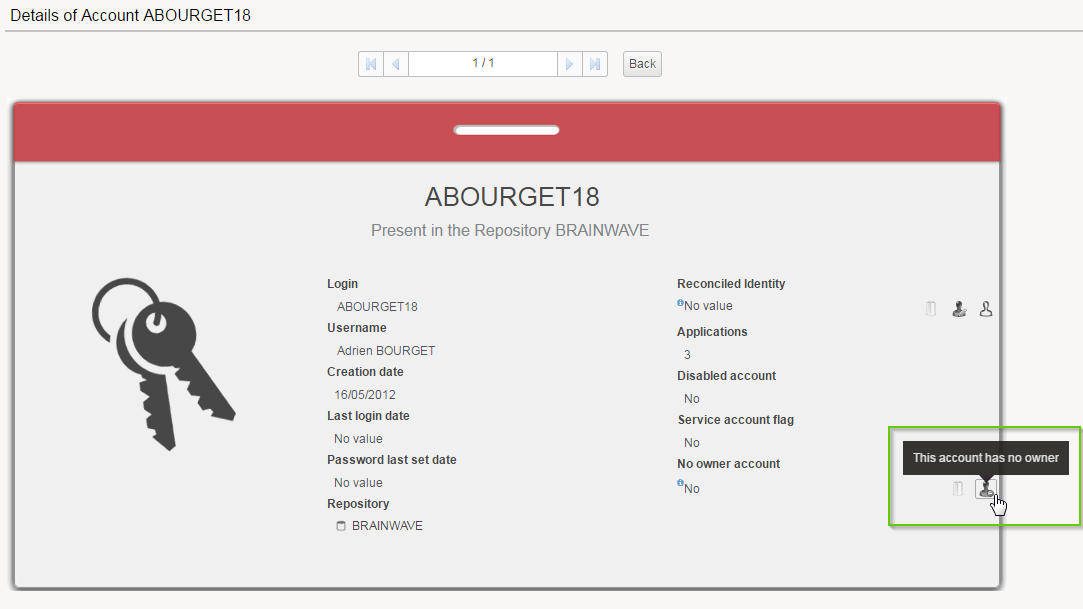 Details of Account ABOURGET18
1 / 1
Back
ABOURGET18
Present in the Repository BRAINWAVE
Login
ABOURGET18
Username
Adrien BOURGET
Creation date
16/05/2012
Last login date
No value
Password last set date
No value
Repository
BRAINWAVE
Reconciled Identity
No value
Applications
3
Disabled account
No
Service account flag
No
No owner account
No
This account has no owner